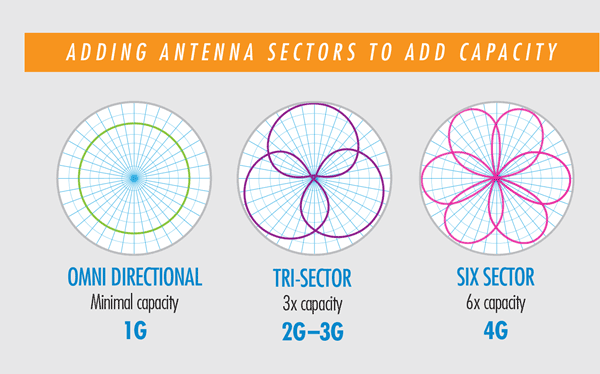 ADDING ANTENNA SECTORS TO ADD CAPACITY
OMNI DIRECTIONAL
Minimal capacity
1G
TRI-SECTOR
3x capacity
2G–3G
SIX SECTOR
6x capacity
4G